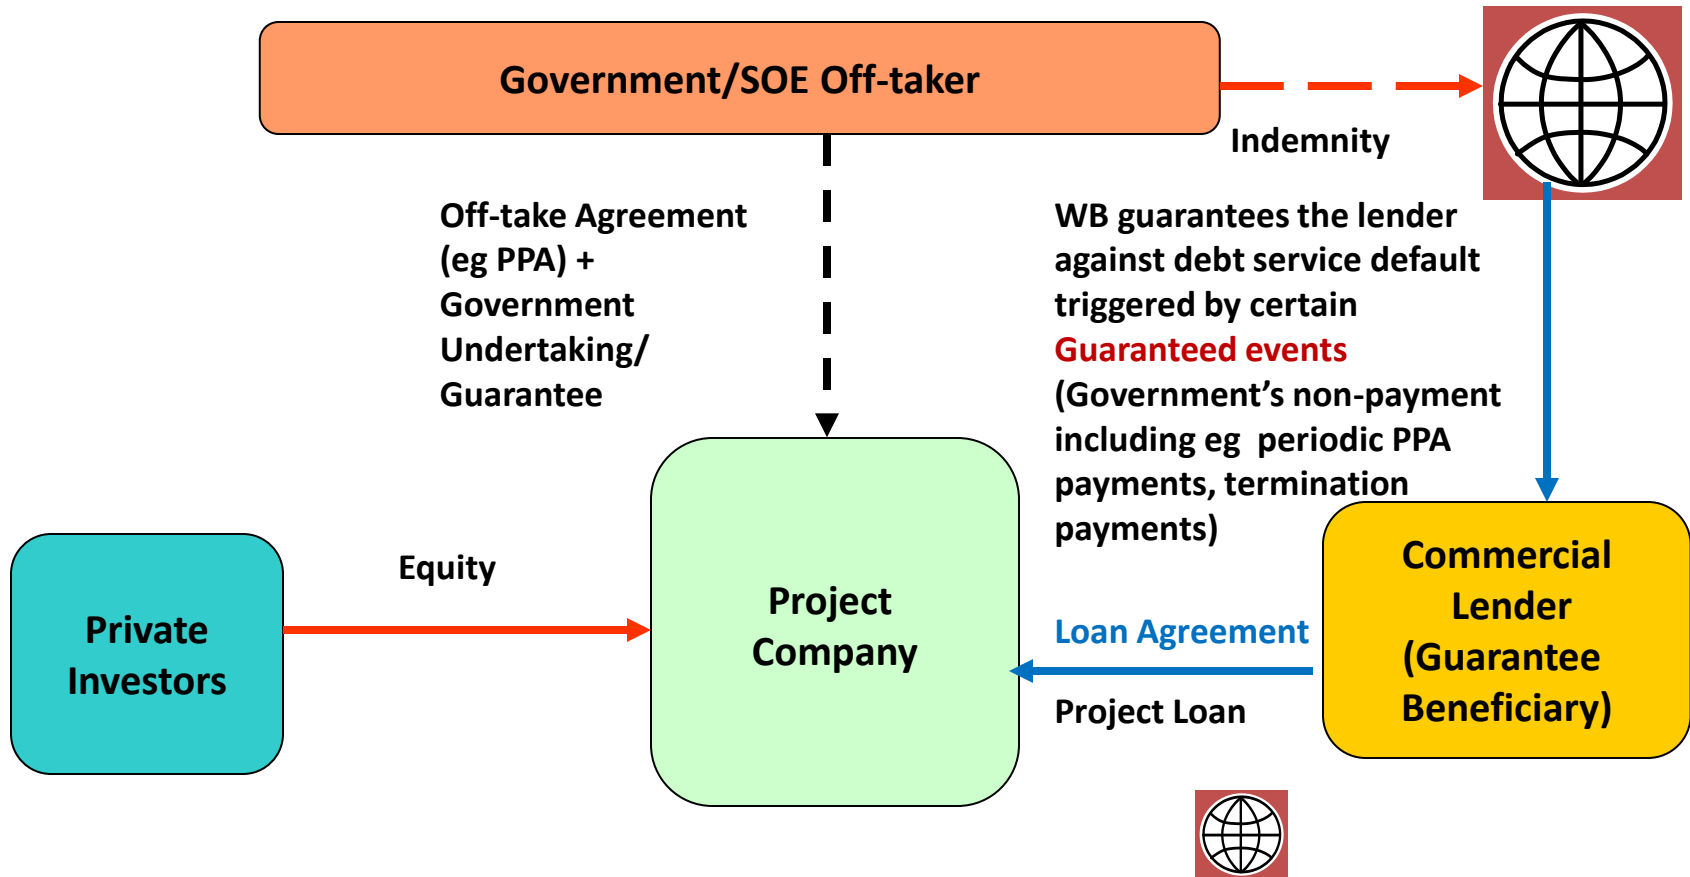 Government/SOE Off-taker
Indemnity
Off-take Agreement
(eg PPA) +
Government
Undertaking/
Guarantee
WB guarantees the lender
against debt service default
triggered by certain
Guaranteed events
(Government’s non-payment
including eg  periodic PPA
payments, termination
payments)
Private
Investors
Equity
Project
Company
Loan Agreement
Project Loan
Commercial
Lender
(Guarantee
Beneficiary)